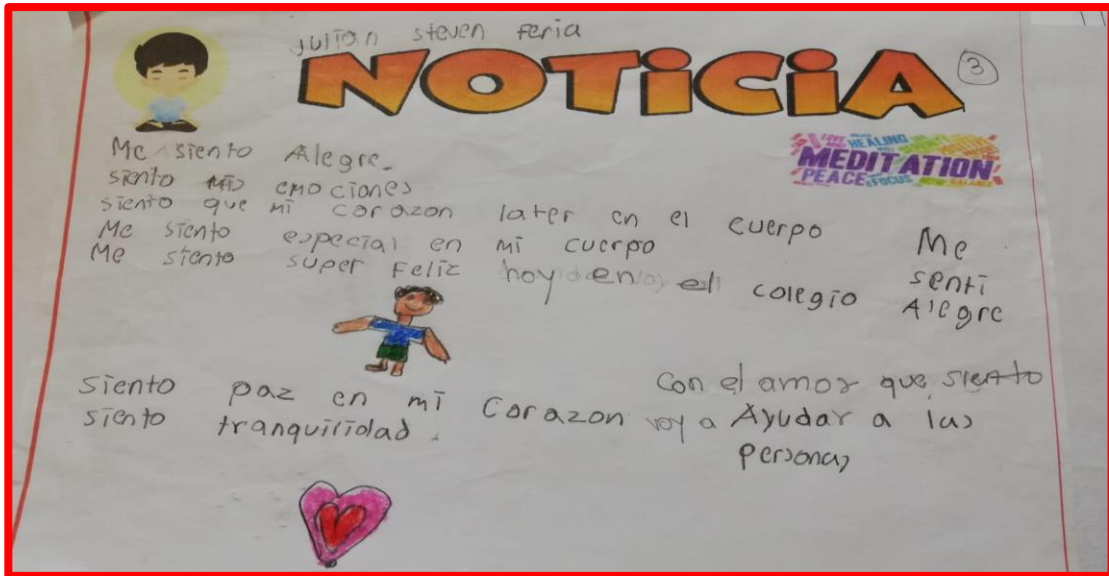 julian steven feria
NOTiCiA
3
LOVE HEALING
MEDITATION
PEACE FOCUS BALANCE
Me siento Alegre.
siento mis emociones
siento que mi corazon later en el cuerpo
Me siento especial en mi cuerpo
Me siento super Feliz hoy en el colegio
Me
senti
Alegre
siento paz en mi corazon
siento tranquilidad.
con el amor que siento
voy a Ayudar a las
personas